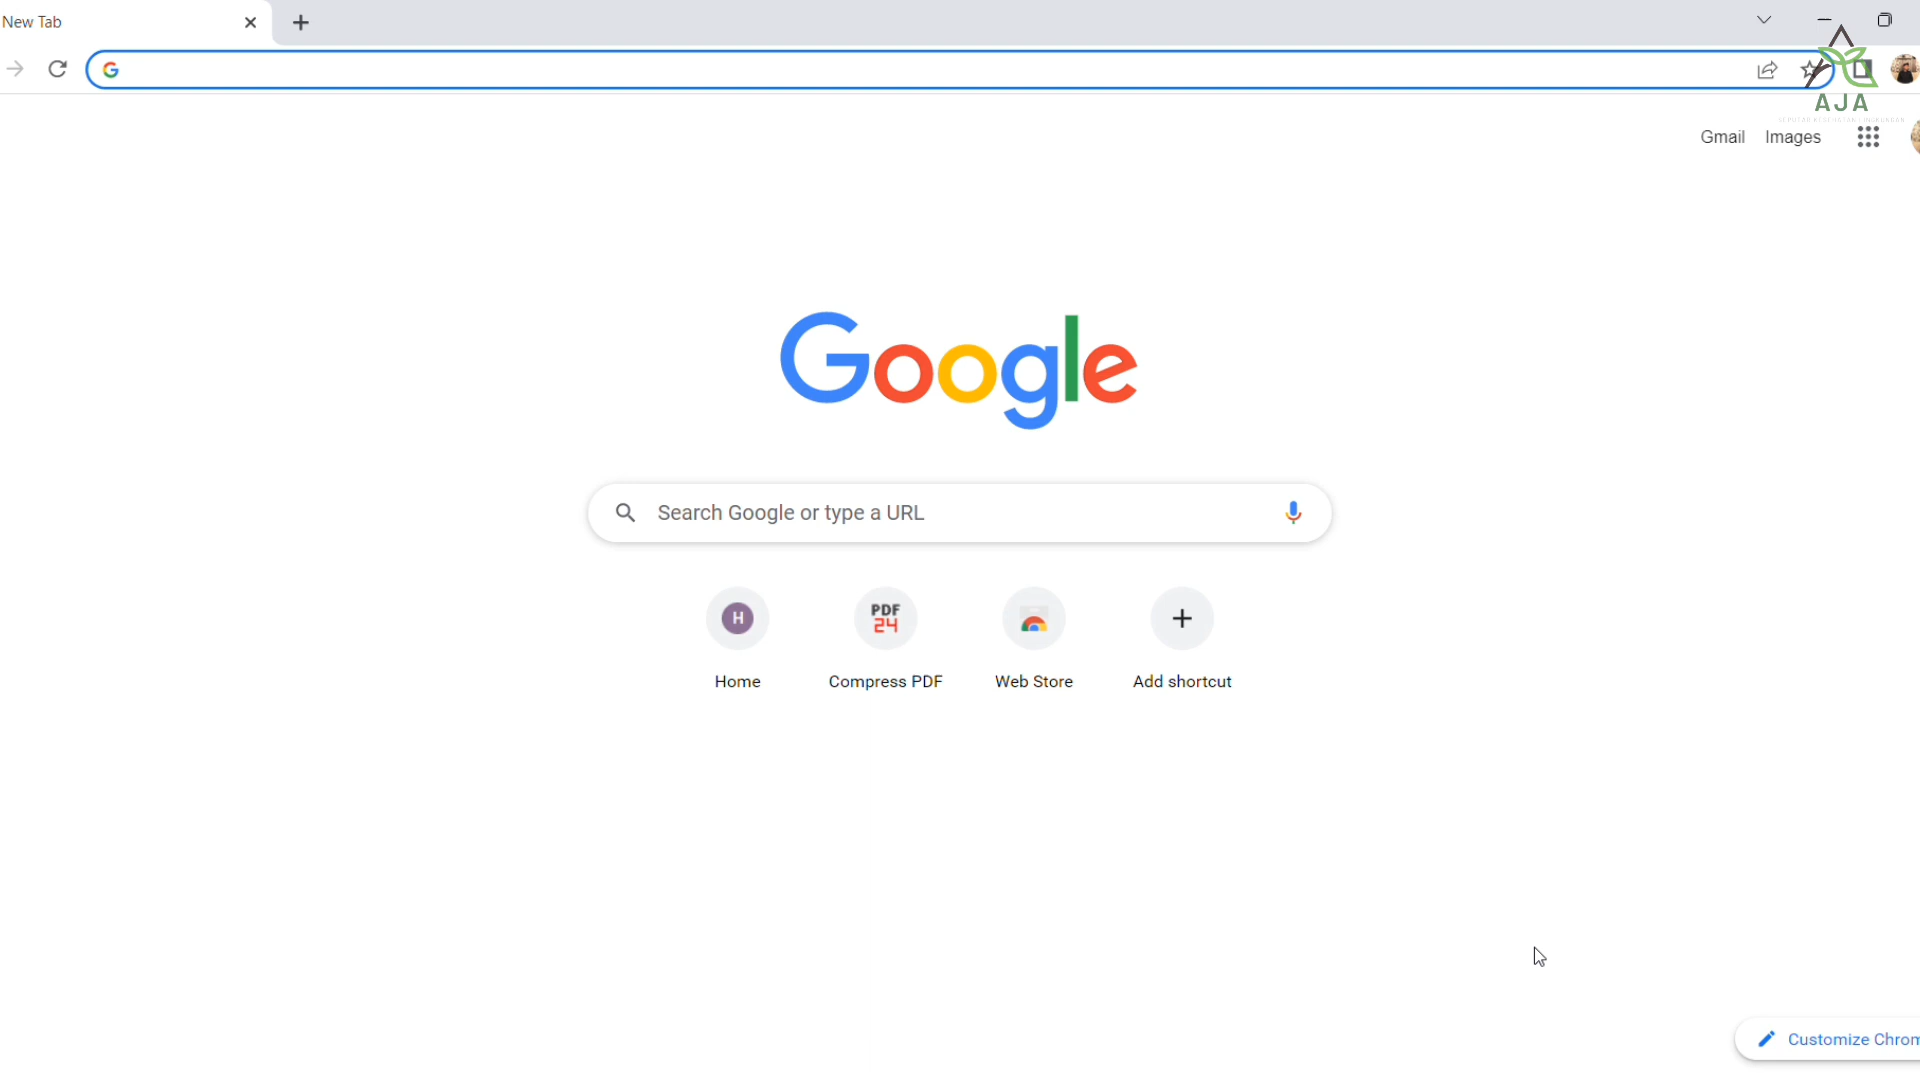 New Tab
AJA
Gmail Images
Google
Search Google or type a URL
H
PDF
24
Home
Compress PDF
Web Store
Add shortcut
Customize Chrom